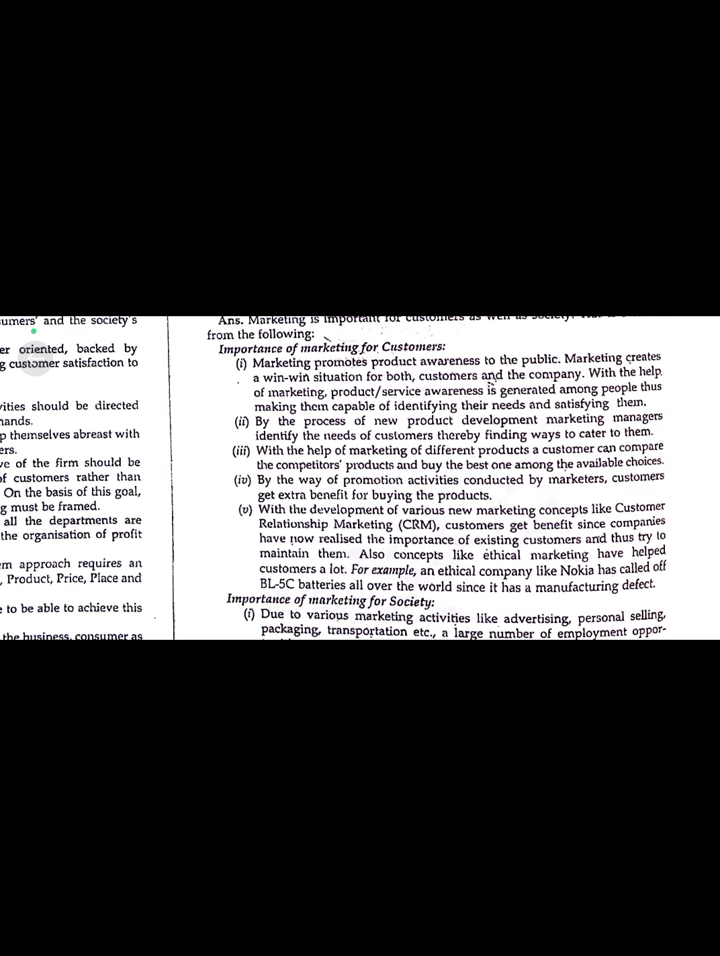 umers' and the society's
er oriented, backed by
g customer satisfaction to
vities should be directed
nands.
p themselves abreast with
ers.
ve of the firm should be
of customers rather than
On the basis of this goal,
g must be framed.
all the departments are
the organisation of profit
em approach requires an
, Product, Price, Place and
e to be able to achieve this
the business, consumer as
Ans. Marketing is important for customers as well as society.
from the following:
Importance of marketing for Customers:
(i) Marketing promotes product awareness to the public. Marketing creates
a win-win situation for both, customers and the company. With the help
of marketing, product/service awareness is generated among people thus
making them capable of identifying their needs and satisfying them.
(ii) By the process of new product development marketing managers
identify the needs of customers thereby finding ways to cater to them.
(iii) With the help of marketing of different products a customer can compare
the competitors' products and buy the best one among the available choices.
(iv) By the way of promotion activities conducted by marketers, customers
get extra benefit for buying the products.
(v) With the development of various new marketing concepts like Customer
Relationship Marketing (CRM), customers get benefit since companies
have now realised the importance of existing customers and thus try to
maintain them. Also concepts like ethical marketing have helped
customers a lot. For example, an ethical company like Nokia has called off
BL-5C batteries all over the world since it has a manufacturing defect.
Importance of marketing for Society:
(i) Due to various marketing activities like advertising, personal selling,
packaging, transportation etc., a large number of employment oppor-